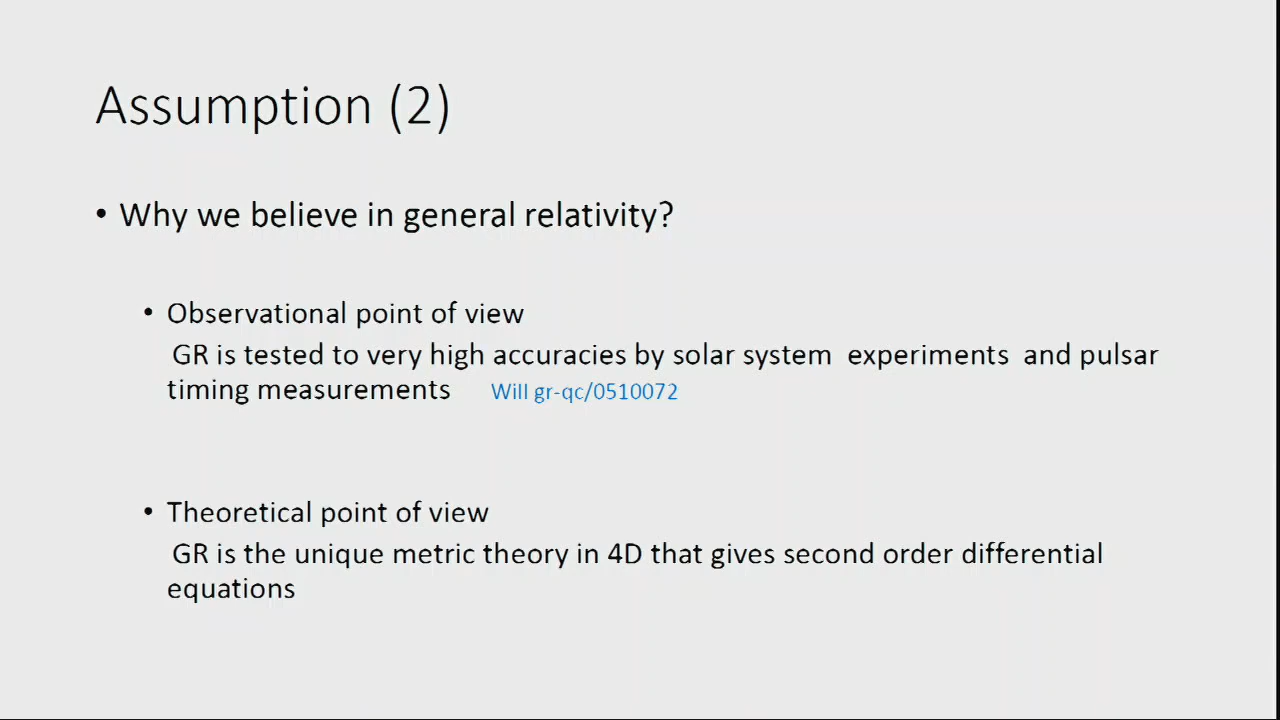 Assumption (2)
• Why we believe in general relativity?
• Observational point of view
GR is tested to very high accuracies by solar system experiments and pulsar
timing measurements Will gr-qc/0510072
• Theoretical point of view
GR is the unique metric theory in 4D that gives second order differential
equations